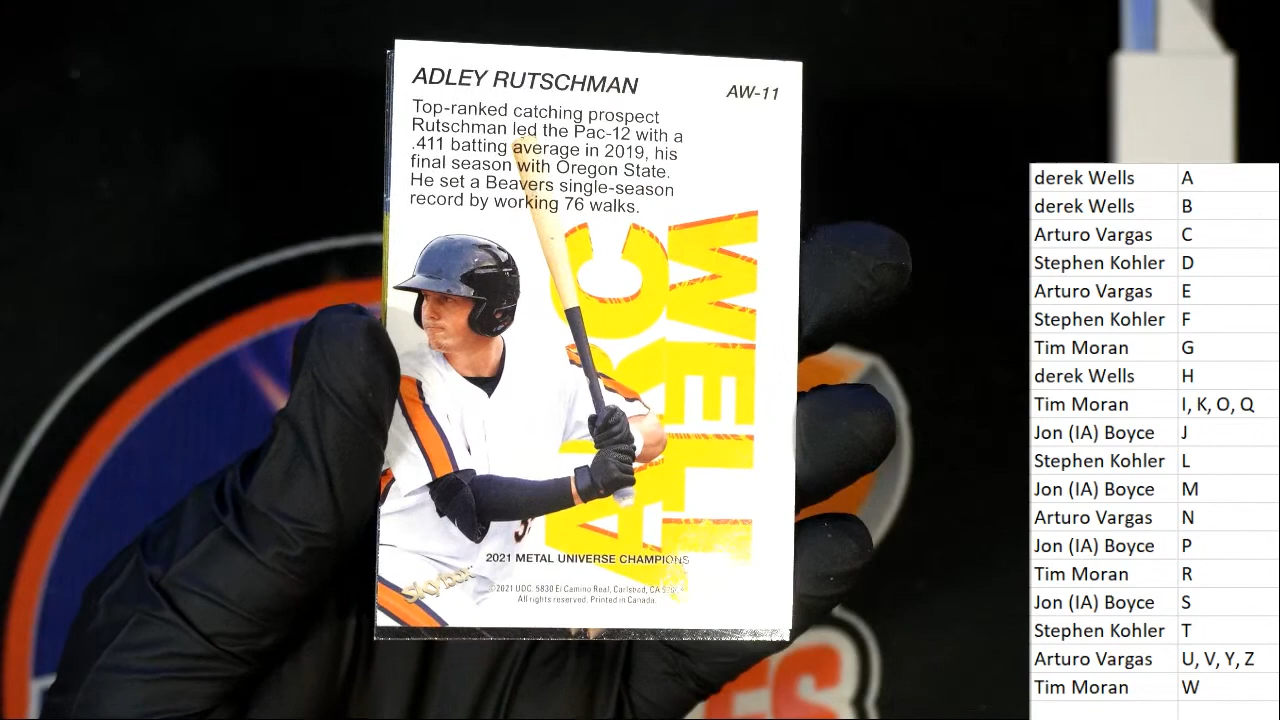 ADLEY RUTSCHMAN
AW-11
Top-ranked catching prospect
Rutschman led the Pac-12 with a
.411 batting average in 2019, his
final season with Oregon State.
He set a Beavers single-season
record by working 76 walks.
ARC
WELD
2021 METAL UNIVERSE CHAMPIONS
skybox
©2021 UDC. 5830 El Camino Real, Carlsbad, CA
All rights reserved. Printed in Canada.
derek Wells A
derek Wells B
Arturo Vargas C
Stephen Kohler D
Arturo Vargas E
Stephen Kohler F
Tim Moran G
derek Wells H
Tim Moran I, K, O, Q
Jon (IA) Boyce J
Stephen Kohler L
Jon (IA) Boyce M
Arturo Vargas N
Jon (IA) Boyce P
Tim Moran R
Jon (IA) Boyce S
Stephen Kohler T
Arturo Vargas U, V, Y, Z
Tim Moran W